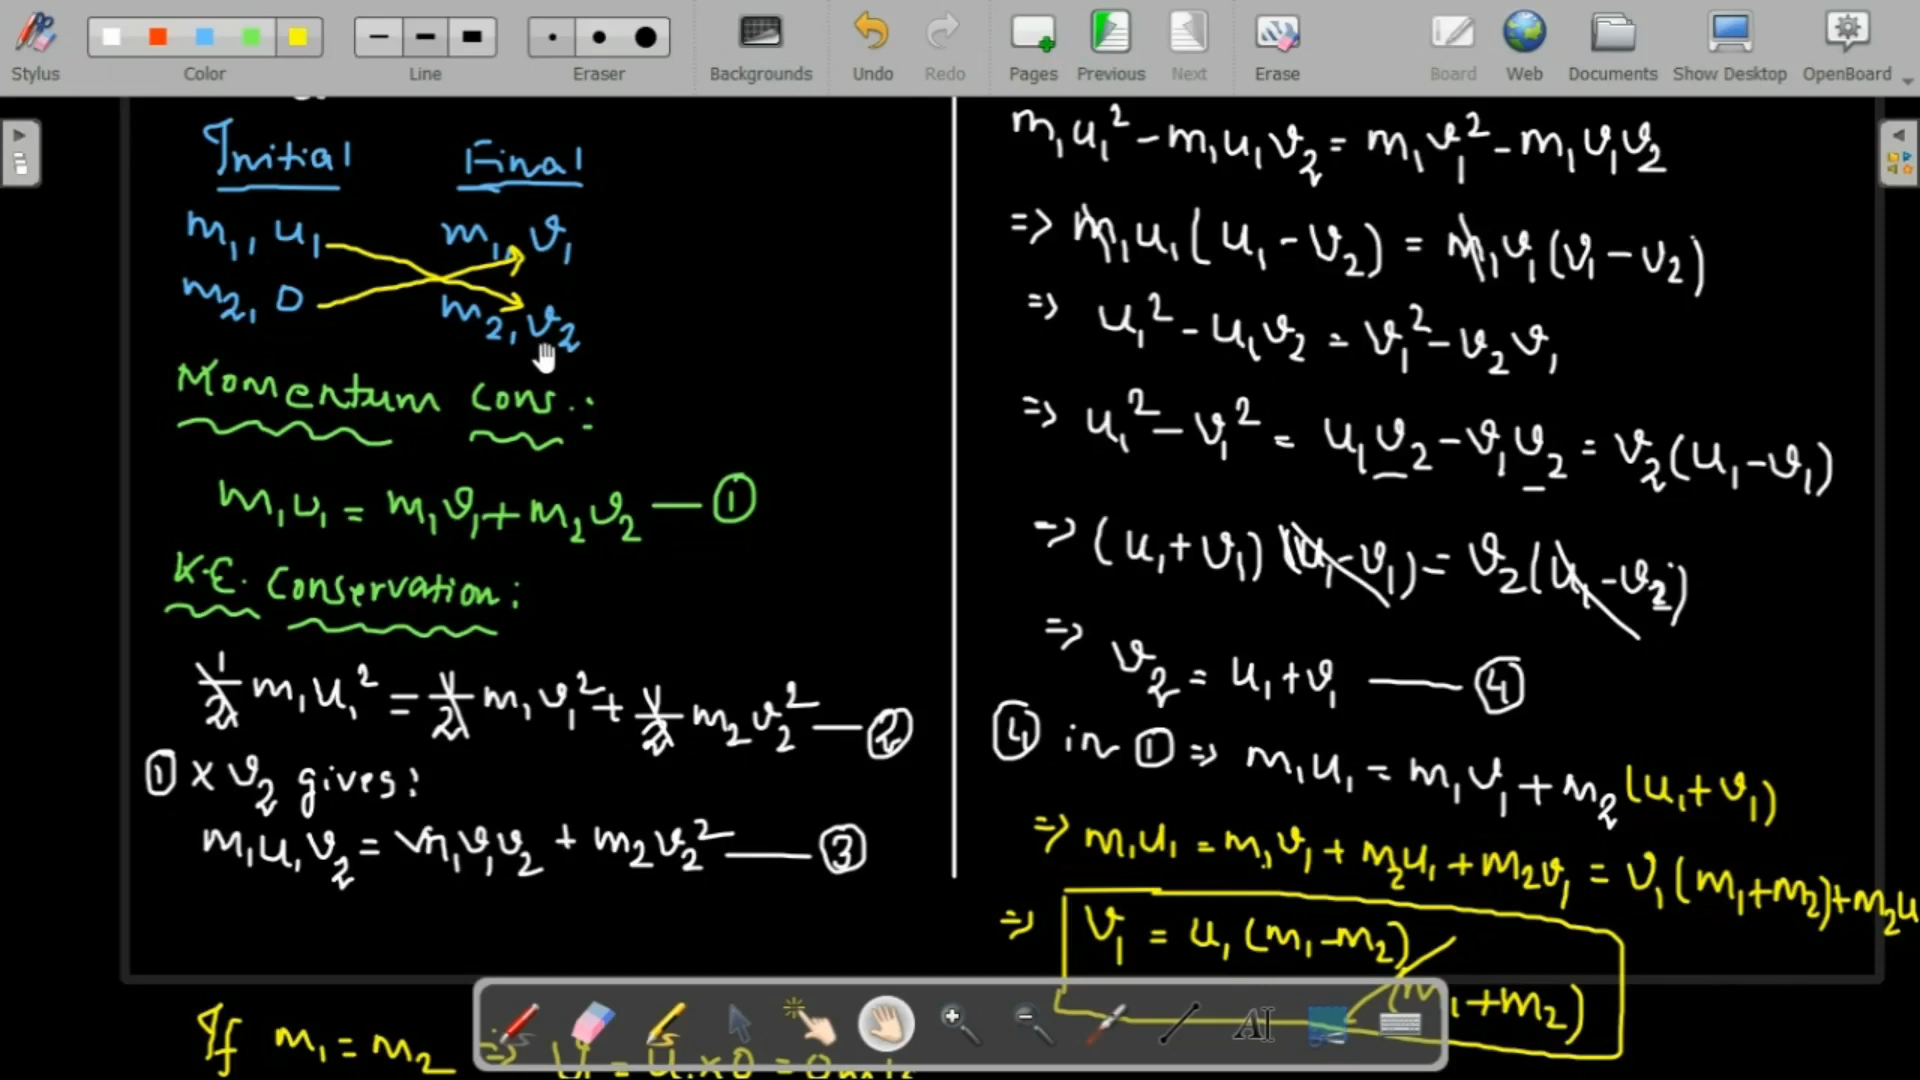 Stylus Color Line Eraser Backgrounds Undo Redo Pages Previous Next Erase Board Web Documents Show Desktop OpenBoard
Initial Final
m₁, u₁ m₁, v₁
m₂, 0 m₂, v₂
Momentum Cons.:
m₁u₁ = m₁v₁ + m₂v₂ — ①
K.E. Conservation:
1/2 m₁u₁² = 1/2 m₁v₁² + 1/2 m₂v₂² — ②
① x v₂ gives:
m₁u₁v₂ = m₁v₁v₂ + m₂v₂² — ③
m₁u₁² - m₁u₁v₂ = m₁v₁² - m₁v₁v₂
=> m₁u₁(u₁ - v₂) = m₁v₁(v₁ - v₂)
=> u₁² - u₁v₂ = v₁² - v₂v₁
=> u₁² - v₁² = u₁v₂ - v₁v₂ = v₂(u₁ - v₁)
=> (u₁ + v₁)(u₁ - v₁) = v₂(u₁ - v₂)
=> v₂ = u₁ + v₁ — ④
④ in ① => m₁u₁ = m₁v₁ + m₂(u₁ + v₁)
=> m₁u₁ = m₁v₁ + m₂u₁ + m₂v₁ = v₁(m₁+m₂)+m₂u
=> v₁ = u₁(m₁-m₂)
(m₁+m₂)
If m₁ = m₂ => v₁ = u₁ x 0 = 0 m/s